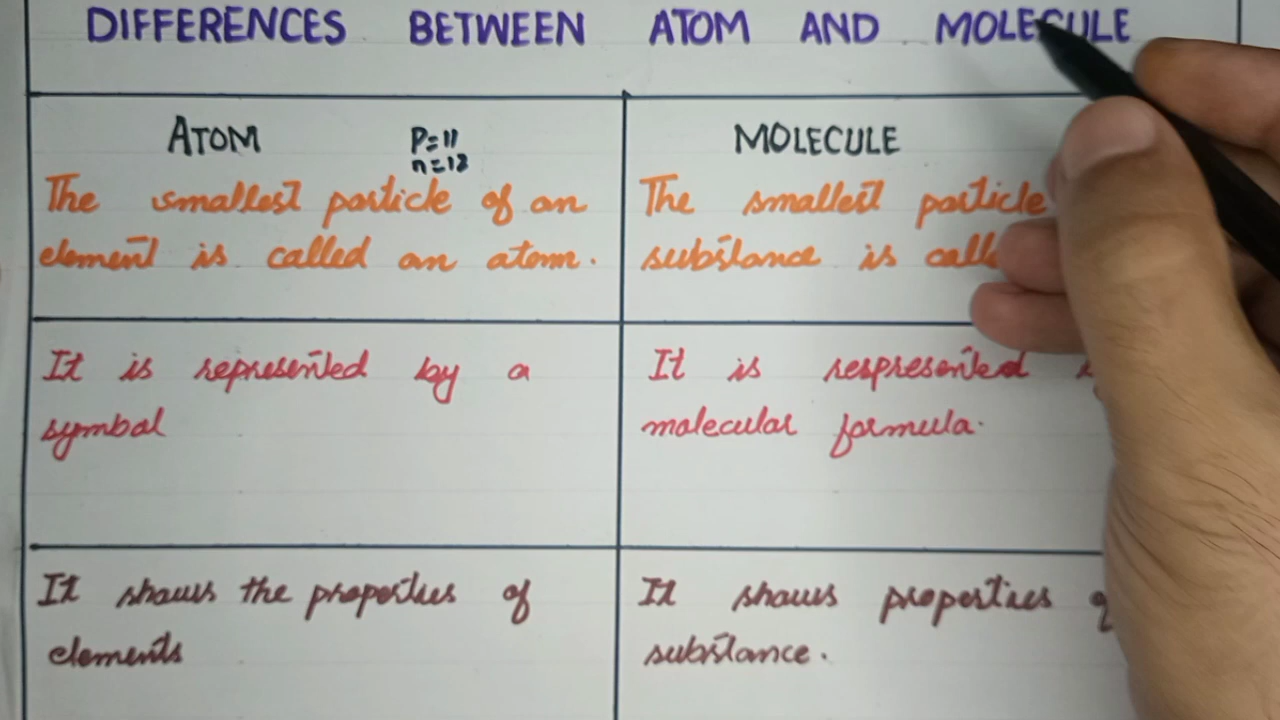 DIFFERENCES BETWEEN ATOM AND MOLECULE
ATOM
P=11
n=12
The smallest particle of an
element is called an atom.
It is represented by a
symbol
It shows the properties of
elements
MOLECULE
The smallest particle
substance is
It is respresented
molecular formula.
It shows properties
substance.